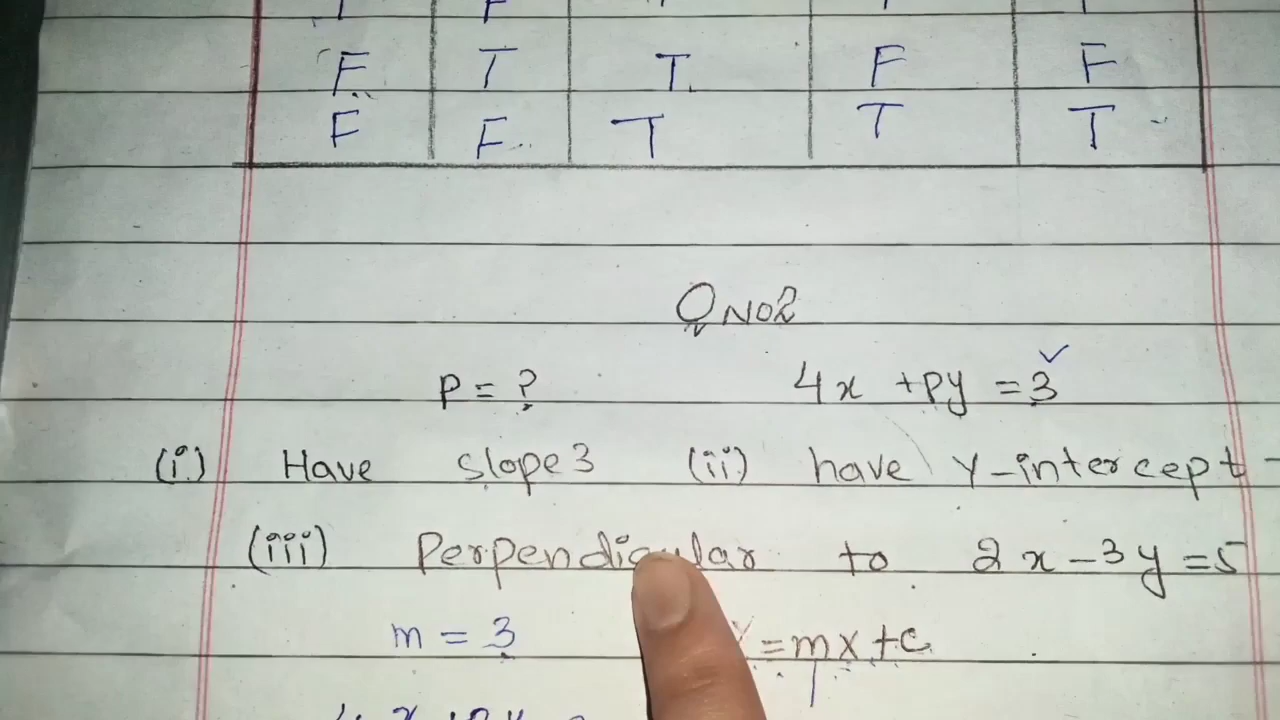 F
F T T F F
F F T T T
Q NO2
P = ? 4x + py = 3
(i) Have slope 3 (ii) have Y-intercept
(iii) Perpendicular to 2x - 3y = 5
m = 3 = mx + c